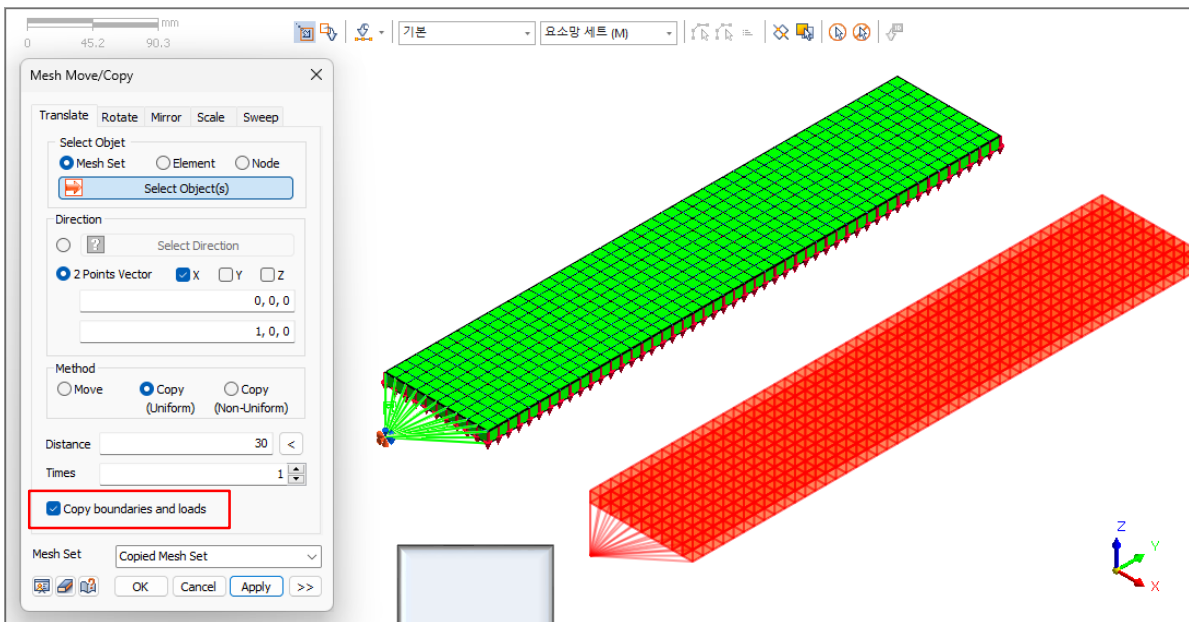 mm
0 45.2 90.3
기본
요소망 세트 (M)
Mesh Move/Copy
Translate Rotate Mirror Scale Sweep
Select Objet
Mesh Set Element Node
Select Object(s)
Direction
? Select Direction
2 Points Vector X Y Z
0, 0, 0
1, 0, 0
Method
Move Copy Copy
(Uniform) (Non-Uniform)
Distance 30 <
Times 1
Copy boundaries and loads
Mesh Set Copied Mesh Set
OK Cancel Apply >>
Z
Y
X